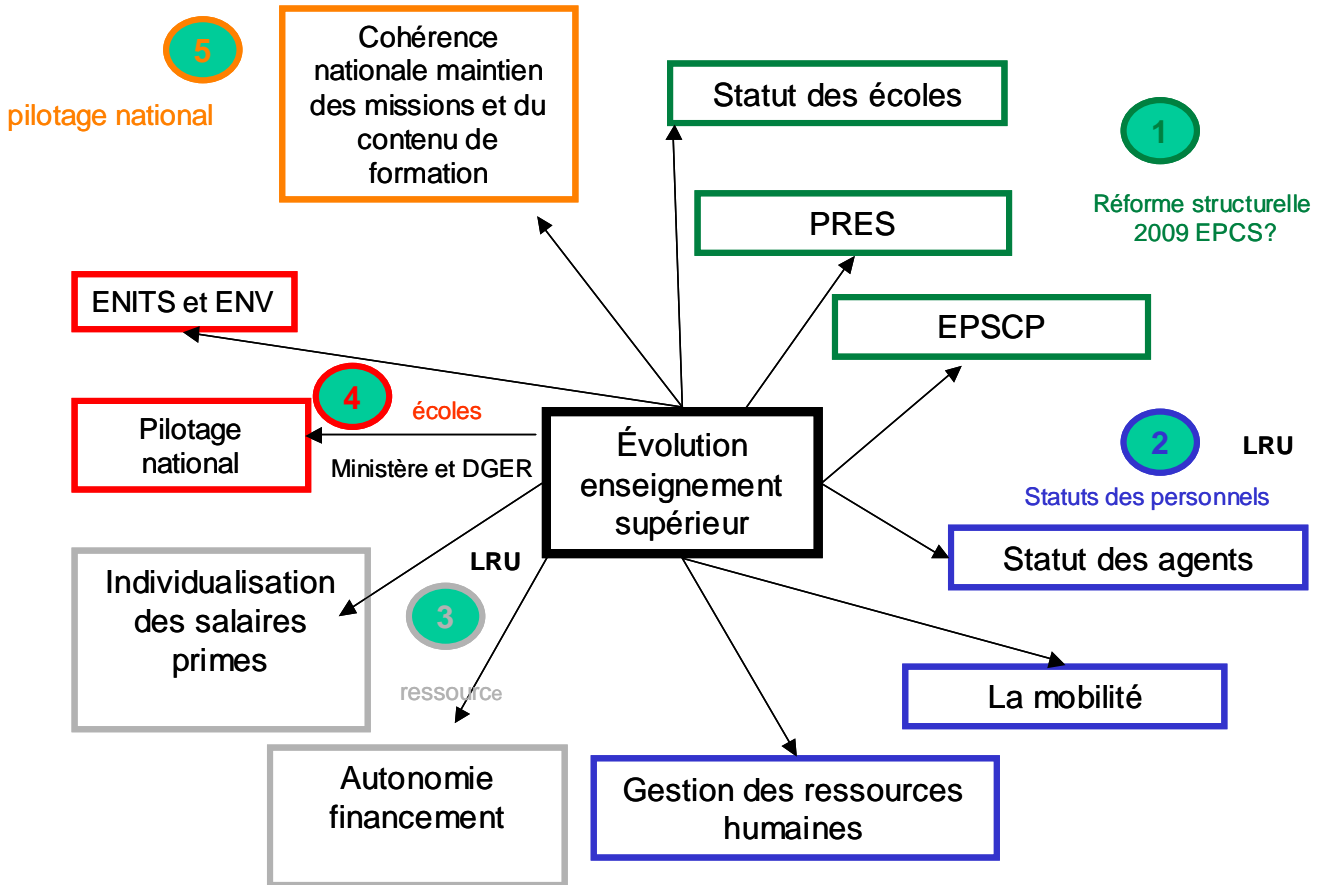 5
pilotage national
Cohérence
nationale maintien
des missions et du
contenu de
formation
Statut des écoles
1
Réforme structurelle
2009 EPCS?
PRES
EPSCP
ENITS et ENV
4
écoles
Pilotage
national
Ministère et DGER
Évolution
enseignement
supérieur
2
LRU
Statuts des personnels
Statut des agents
LRU
3
ressource
Individualisation
des salaires
primes
La mobilité
Autonomie
financement
Gestion des ressources
humaines